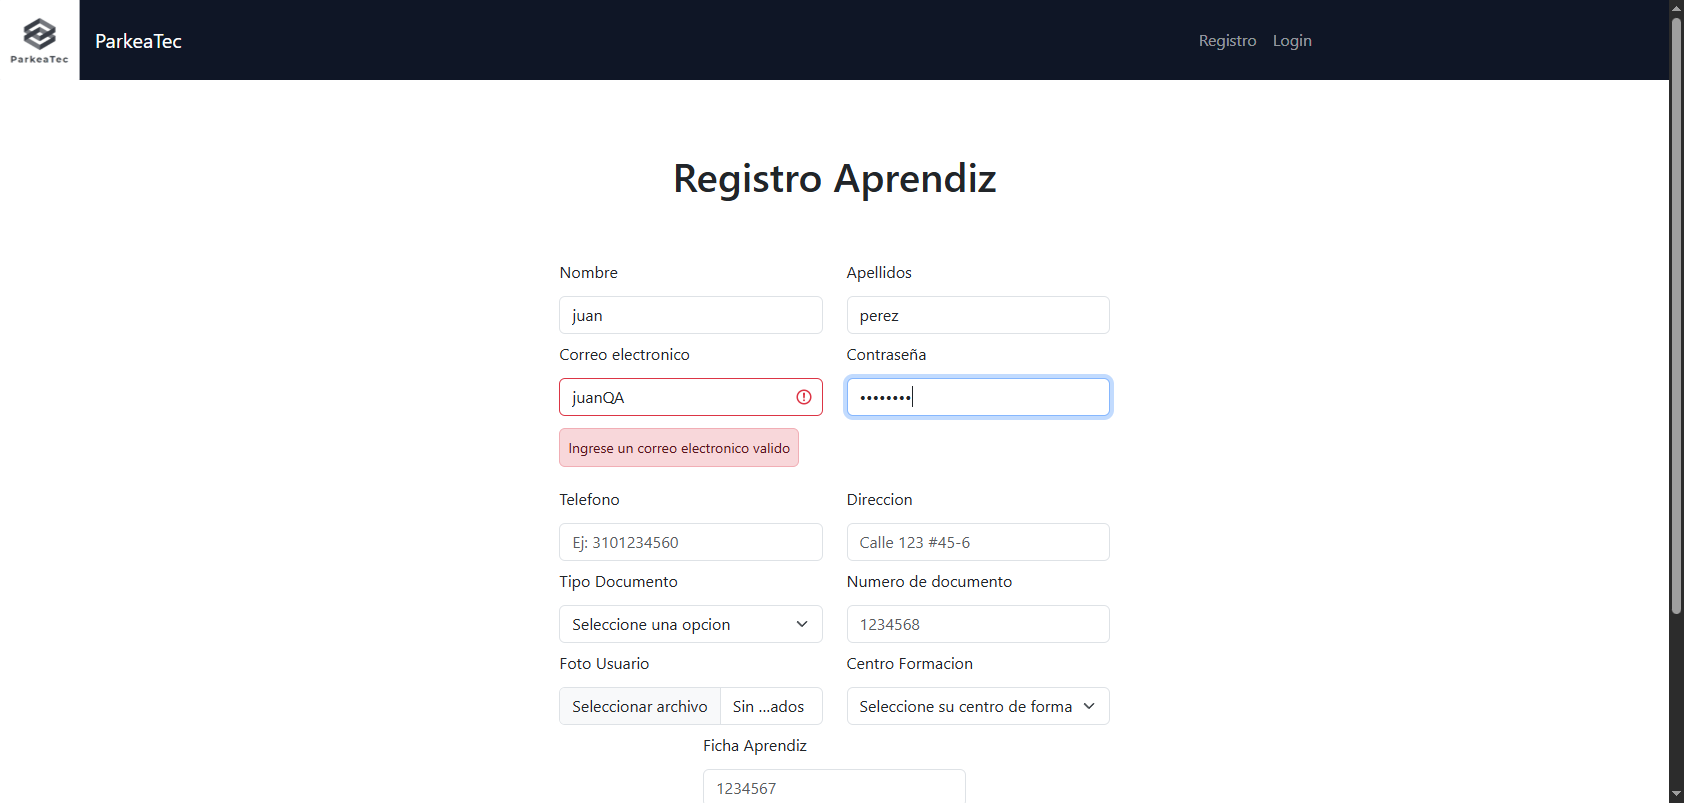 ParkeaTec
ParkeaTec
Registro Login
Registro Aprendiz
Nombre
Apellidos
juan
perez
Correo electronico
Contraseña
juanQA
••••••••
Ingrese un correo electronico valido
Telefono
Direccion
Ej: 3101234560
Calle 123 #45-6
Tipo Documento
Numero de documento
Seleccione una opcion
1234568
Foto Usuario
Centro Formacion
Seleccionar archivo Sin ...ados
Seleccione su centro de forma
Ficha Aprendiz
1234567